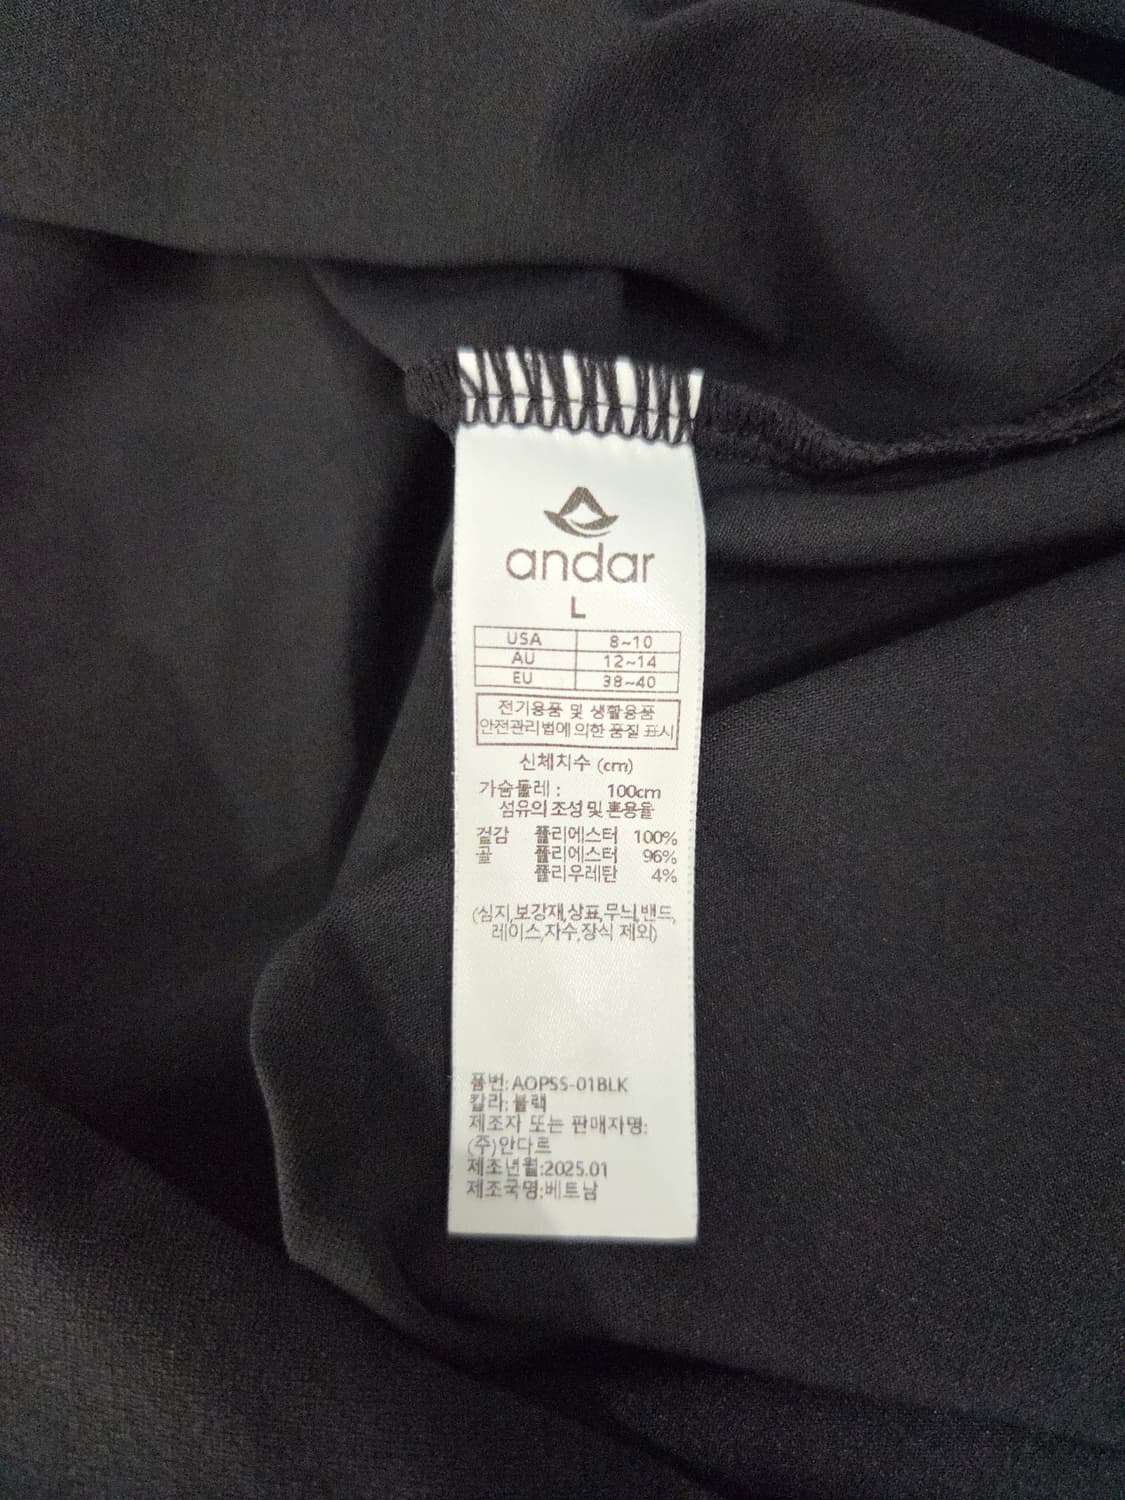 andar
L
USA 8~10
AU 12~14
EU 38~40
전기용품 및 생활용품
안전관리법에 의한 품질 표시
신체치수 (cm)
가슴둘레 : 100cm
섬유의 조성 및 혼용율
겉감 폴리에스터 100%
골 폴리에스터 96%
폴리우레탄 4%
(심지,보강재,상표,무늬,밴드,
레이스,자수,장식 제외)
품번: AOPSS-01BLK
칼라: 블랙
제조자 또는 판매자명:
(주)안다르
제조년월:2025.01
제조국명:베트남